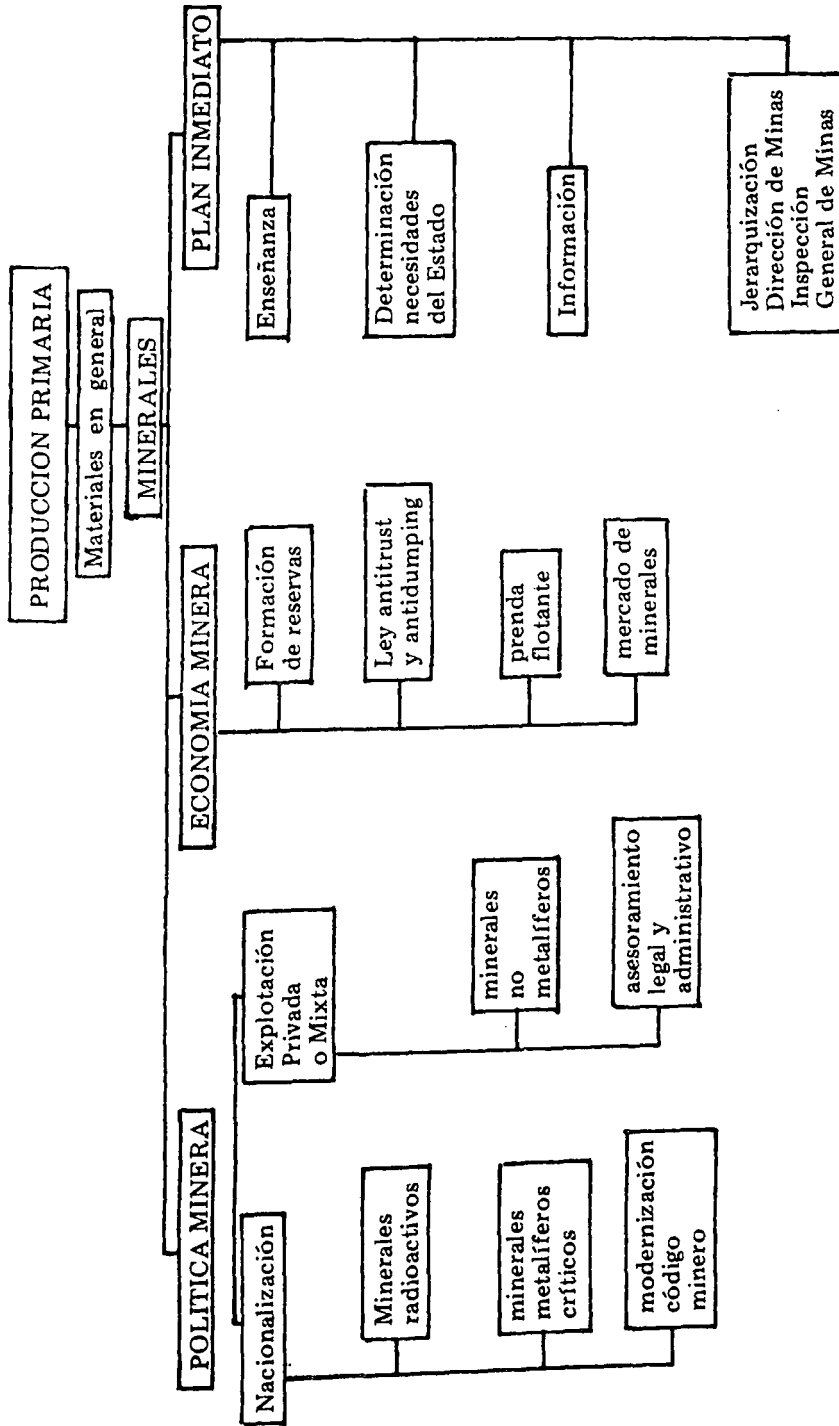 PRODUCCION PRIMARIA
Materiales en general
MINERALES
POLITICA MINERA
Nacionalización
Minerales
radioactivos
minerales
metalíferos
críticos
modernización
código
minero
Explotación
Privada
o Mixta
minerales
no
metalíferos
asesoramiento
legal y
administrativo
ECONOMIA MINERA
Formación
de reservas
Ley antitrust
y antidumping
prenda
flotante
mercado de
minerales
PLAN INMEDIATO
Enseñanza
Determinación
necesidades
del Estado
Información
Jerarquización
Dirección de Minas
Inspección
General de Minas